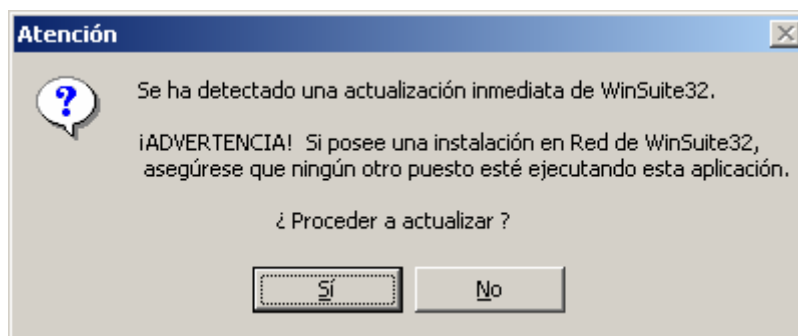 Atención
Se ha detectado una actualización inmediata de WinSuite32.
¡ADVERTENCIA! Si posee una instalación en Red de WinSuite32,
asegúrese que ningún otro puesto esté ejecutando esta aplicación.
¿ Proceder a actualizar ?
Sí No